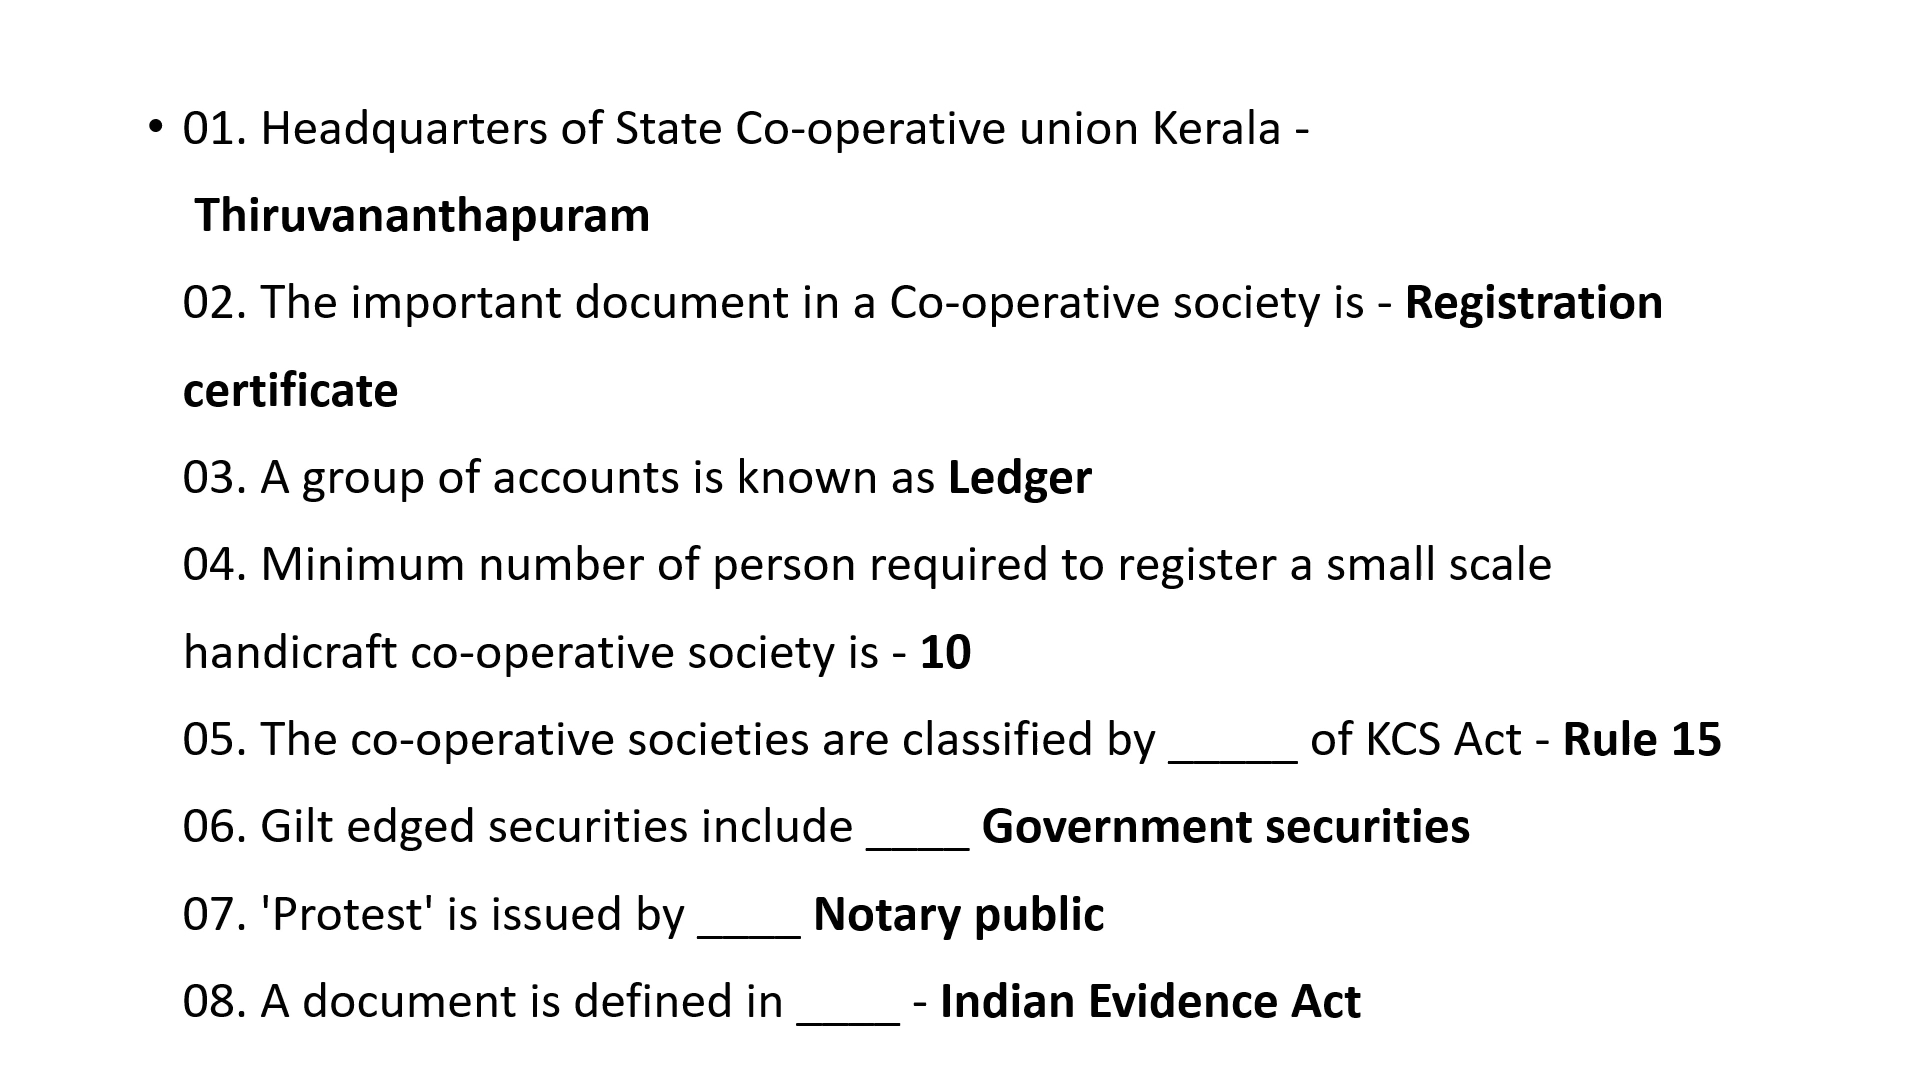 • 01. Headquarters of State Co-operative union Kerala -
Thiruvananthapuram
02. The important document in a Co-operative society is - Registration
certificate
03. A group of accounts is known as Ledger
04. Minimum number of person required to register a small scale
handicraft co-operative society is - 10
05. The co-operative societies are classified by _____ of KCS Act - Rule 15
06. Gilt edged securities include ____ Government securities
07. 'Protest' is issued by ____ Notary public
08. A document is defined in ____ - Indian Evidence Act